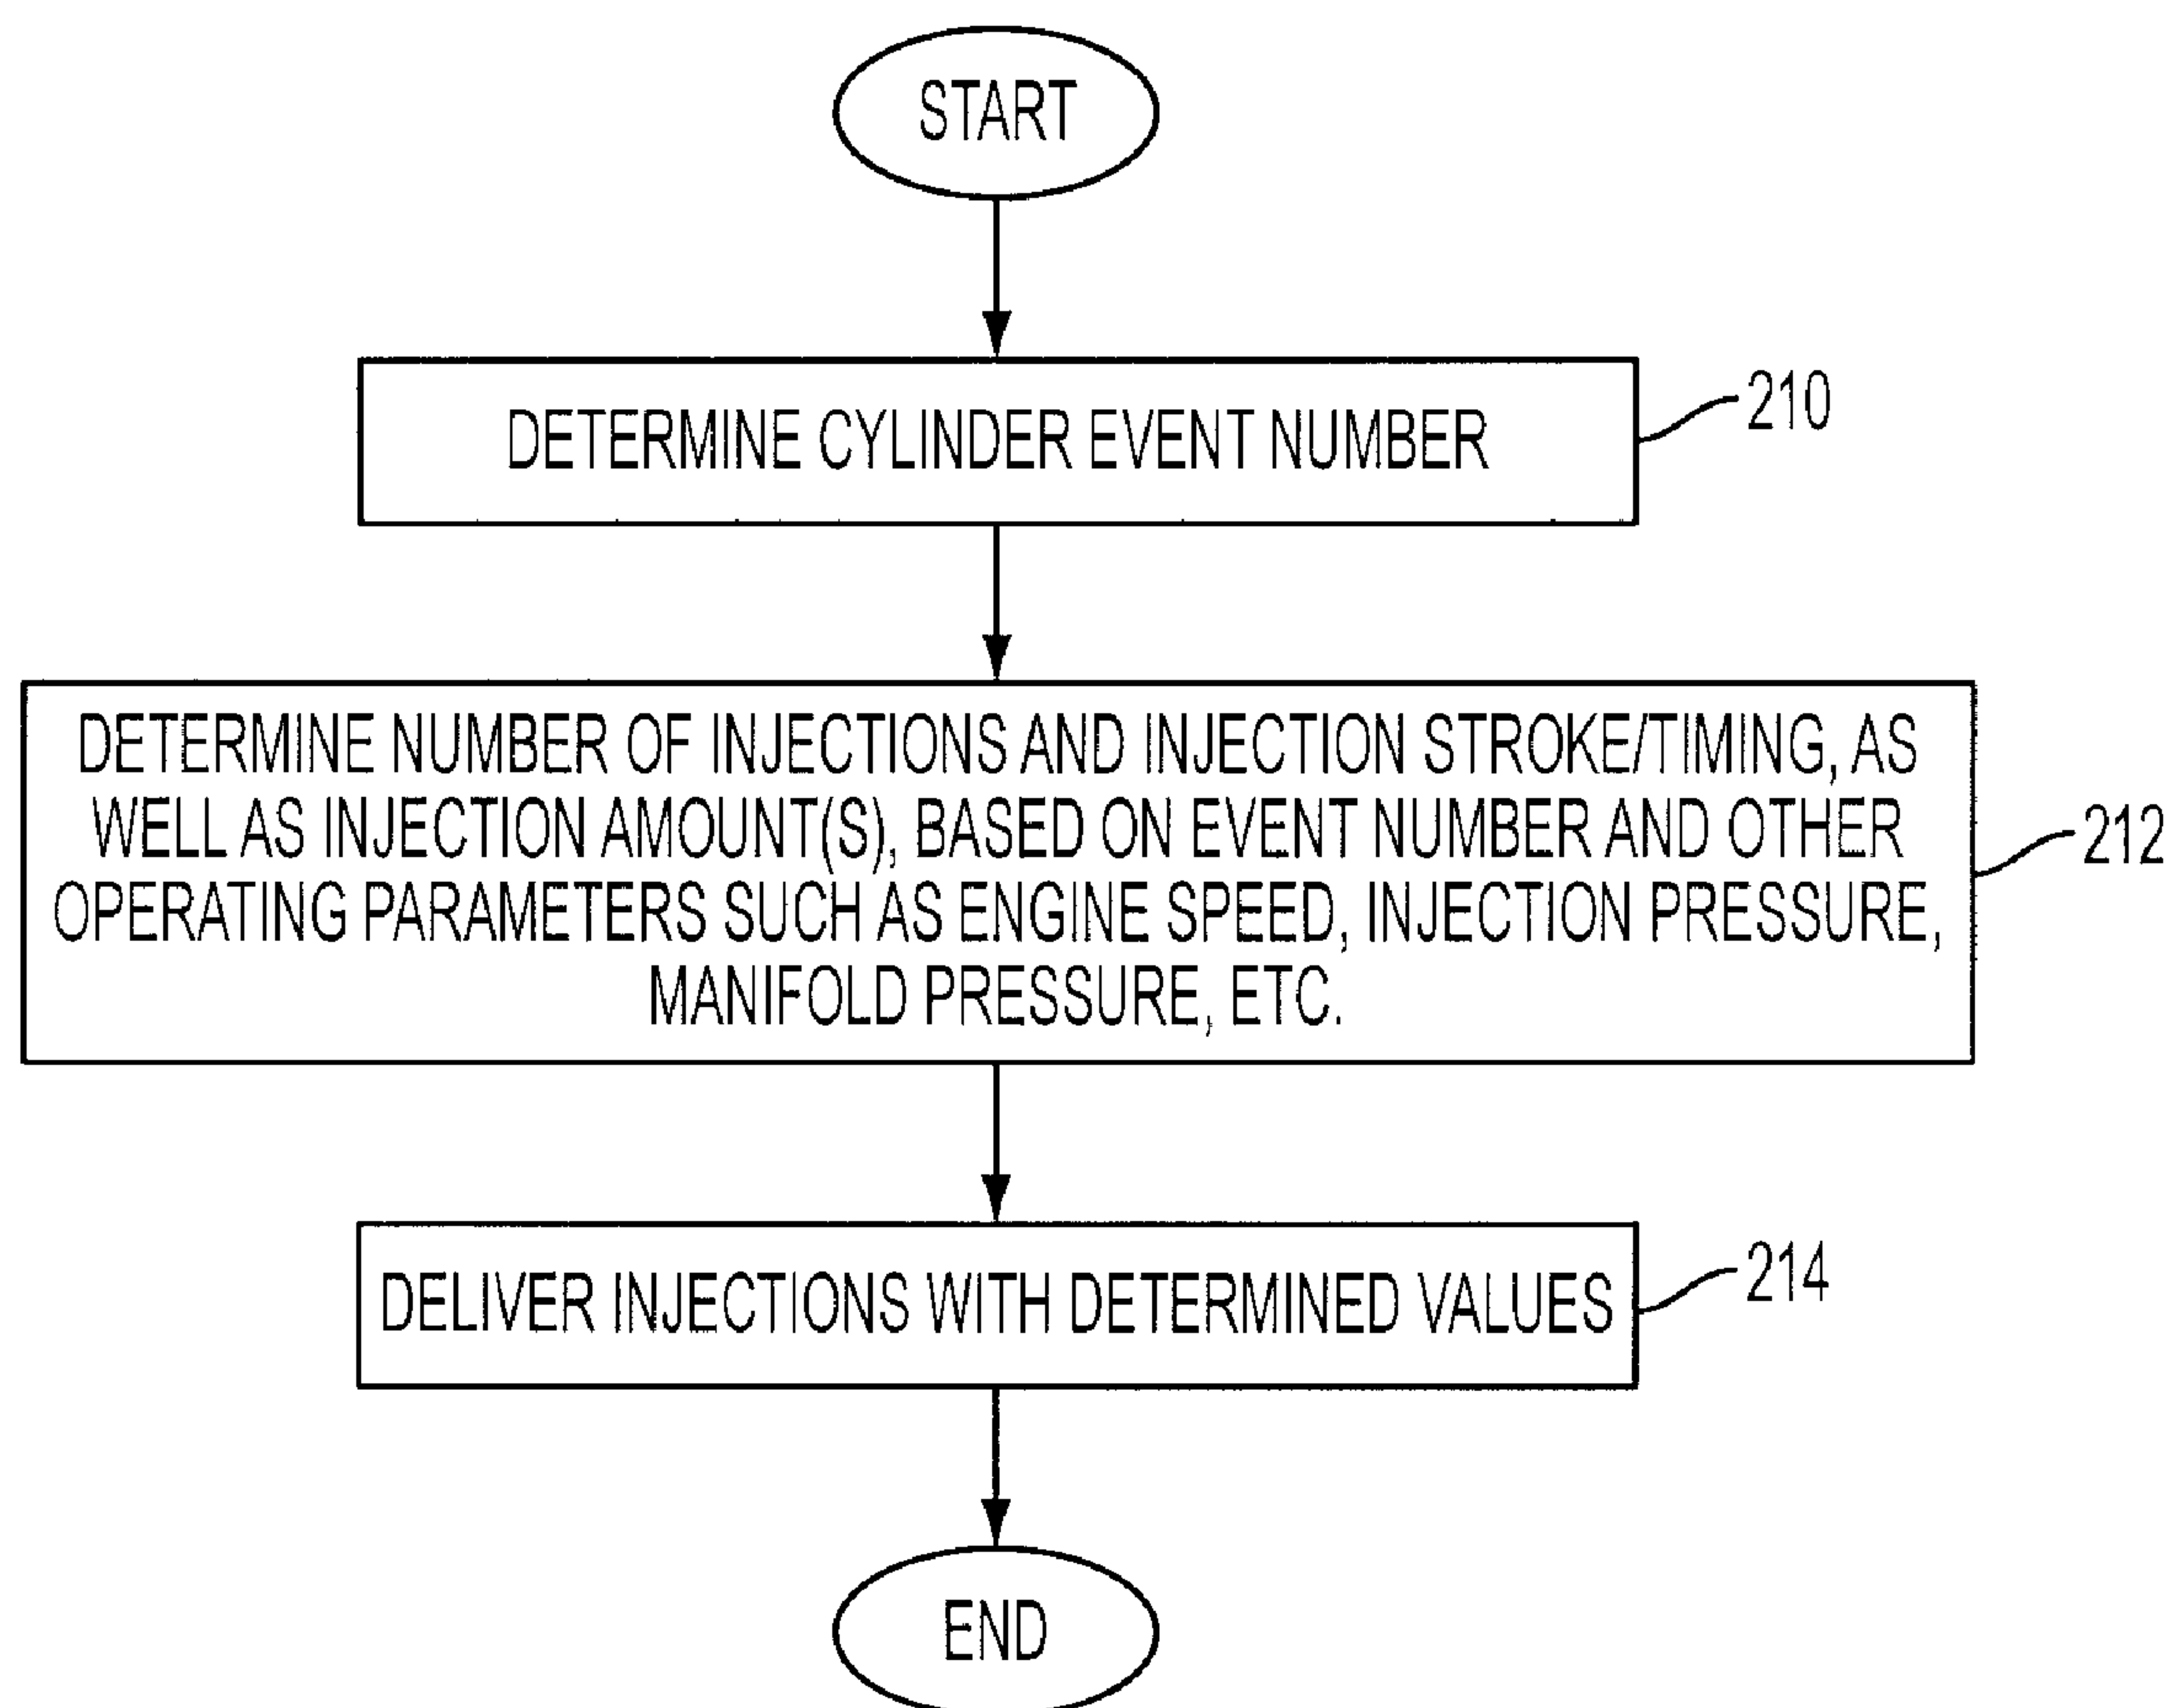 START
DETERMINE CYLINDER EVENT NUMBER
210
DETERMINE NUMBER OF INJECTIONS AND INJECTION STROKE/TIMING, AS
WELL AS INJECTION AMOUNT(S), BASED ON EVENT NUMBER AND OTHER
OPERATING PARAMETERS SUCH AS ENGINE SPEED, INJECTION PRESSURE,
MANIFOLD PRESSURE, ETC.
212
DELIVER INJECTIONS WITH DETERMINED VALUES
214
END